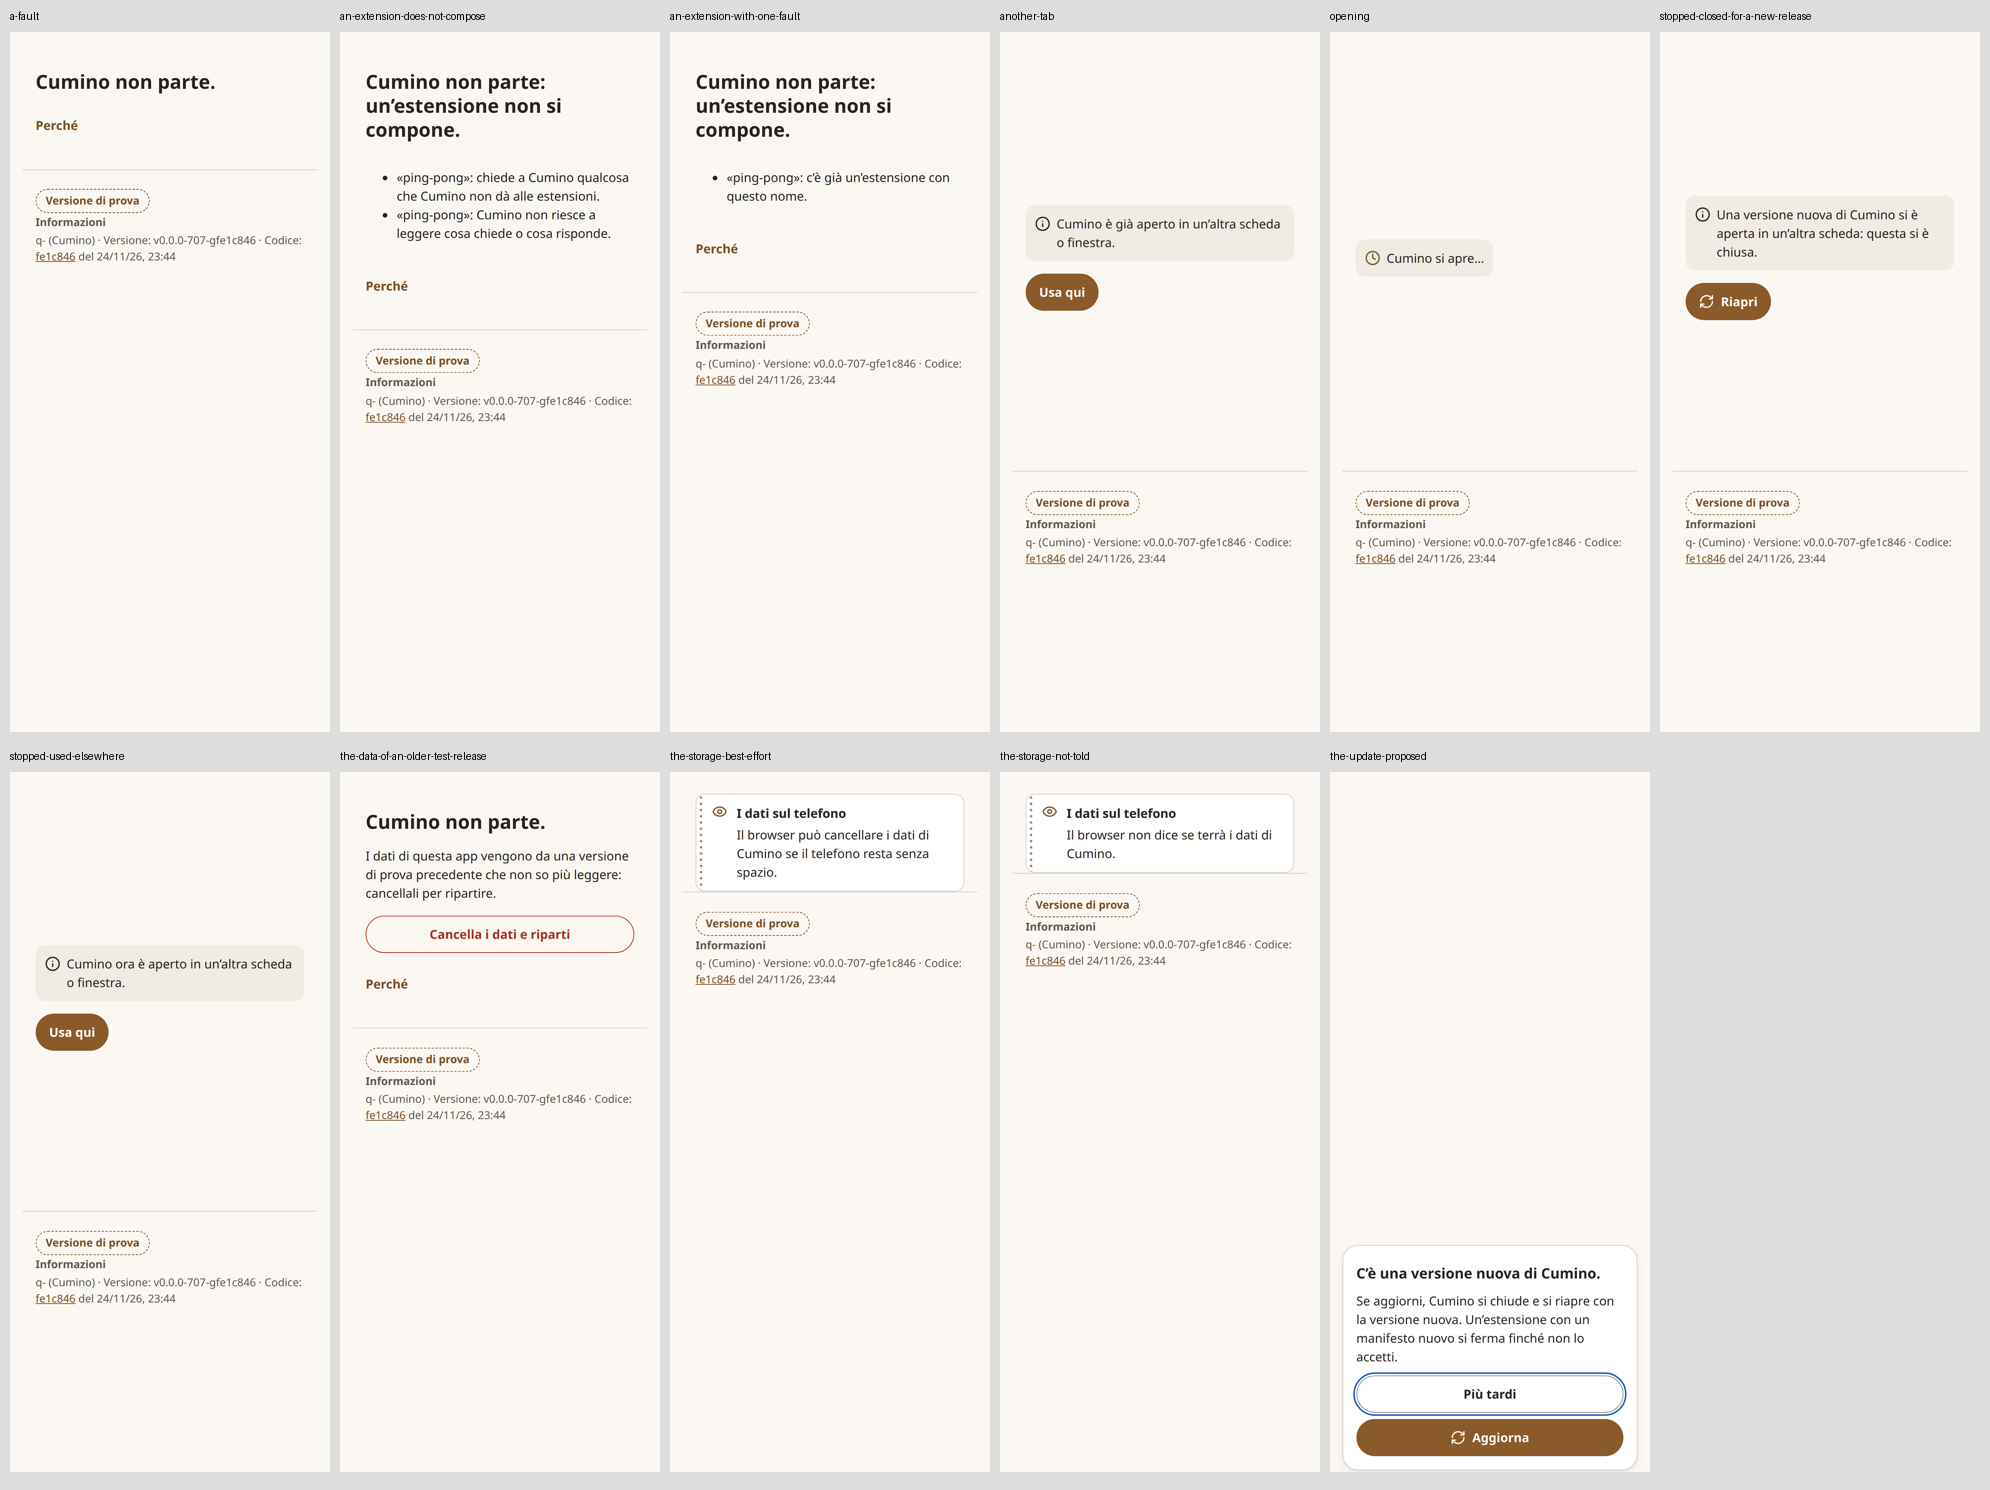 a-fault
Cumino non parte.
Perché
Versione di prova
Informazioni
q- (Cumino) · Versione: v0.0.0-707-gfe1c846 · Codice:
fe1c846 del 24/11/26, 23:44
an-extension-does-not-compose
Cumino non parte:
un’estensione non si
compone.
• «ping-pong»: chiede a Cumino qualcosa
che Cumino non dà alle estensioni.
• «ping-pong»: Cumino non riesce a
leggere cosa chiede o cosa risponde.
Perché
Versione di prova
Informazioni
q- (Cumino) · Versione: v0.0.0-707-gfe1c846 · Codice:
fe1c846 del 24/11/26, 23:44
an-extension-with-one-fault
Cumino non parte:
un’estensione non si
compone.
• «ping-pong»: c’è già un’estensione con
questo nome.
Perché
Versione di prova
Informazioni
q- (Cumino) · Versione: v0.0.0-707-gfe1c846 · Codice:
fe1c846 del 24/11/26, 23:44
another-tab
Cumino è già aperto in un’altra scheda
o finestra.
Usa qui
Versione di prova
Informazioni
q- (Cumino) · Versione: v0.0.0-707-gfe1c846 · Codice:
fe1c846 del 24/11/26, 23:44
opening
Cumino si apre…
Versione di prova
Informazioni
q- (Cumino) · Versione: v0.0.0-707-gfe1c846 · Codice:
fe1c846 del 24/11/26, 23:44
stopped-closed-for-a-new-release
Una versione nuova di Cumino si è
aperta in un’altra scheda: questa si è
chiusa.
Riapri
Versione di prova
Informazioni
q- (Cumino) · Versione: v0.0.0-707-gfe1c846 · Codice:
fe1c846 del 24/11/26, 23:44
stopped-used-elsewhere
Cumino ora è aperto in un’altra scheda
o finestra.
Usa qui
Versione di prova
Informazioni
q- (Cumino) · Versione: v0.0.0-707-gfe1c846 · Codice:
fe1c846 del 24/11/26, 23:44
the-data-of-an-older-test-release
Cumino non parte.
I dati di questa app vengono da una versione
di prova precedente che non so più leggere:
cancellali per ripartire.
Cancella i dati e riparti
Perché
Versione di prova
Informazioni
q- (Cumino) · Versione: v0.0.0-707-gfe1c846 · Codice:
fe1c846 del 24/11/26, 23:44
the-storage-best-effort
I dati sul telefono
Il browser può cancellare i dati di
Cumino se il telefono resta senza
spazio.
Versione di prova
Informazioni
q- (Cumino) · Versione: v0.0.0-707-gfe1c846 · Codice:
fe1c846 del 24/11/26, 23:44
the-storage-not-told
I dati sul telefono
Il browser non dice se terrà i dati di
Cumino.
Versione di prova
Informazioni
q- (Cumino) · Versione: v0.0.0-707-gfe1c846 · Codice:
fe1c846 del 24/11/26, 23:44
the-update-proposed
C’è una versione nuova di Cumino.
Se aggiorni, Cumino si chiude e si riapre con
la versione nuova. Un’estensione con un
manifesto nuovo si ferma finché non lo
accetti.
Più tardi
Aggiorna